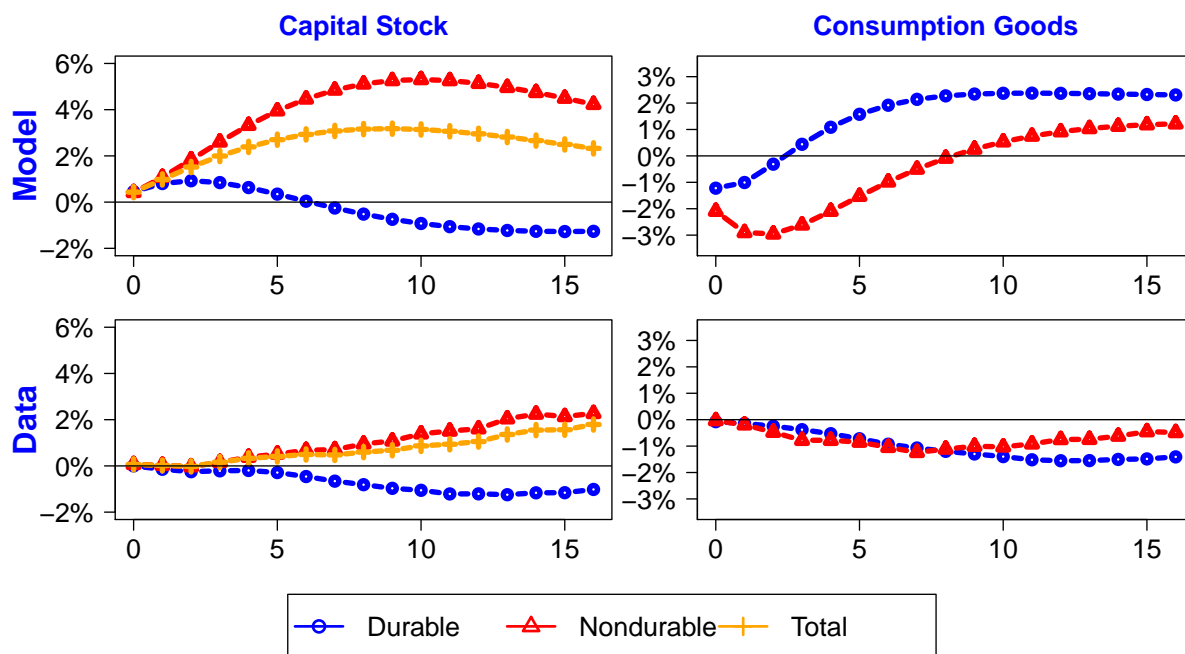 Capital Stock
Consumption Goods
Model
6%
4%
2%
0%
−2%
0 5 10 15
3%
2%
1%
0%
−1%
−2%
−3%
0 5 10 15
Data
6%
4%
2%
0%
−2%
0 5 10 15
3%
2%
1%
0%
−1%
−2%
−3%
0 5 10 15
Durable Nondurable Total